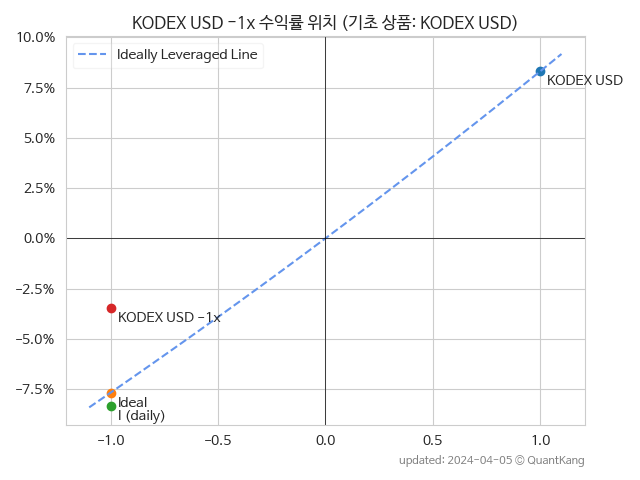 KODEX USD -1x 수익률 위치 (기초 상품: KODEX USD)
10.0%
7.5%
5.0%
2.5%
0.0%
-2.5%
-5.0%
-7.5%
Ideally Leveraged Line
KODEX USD
KODEX USD -1x
Ideal
I (daily)
-1.0
-0.5
0.0
0.5
1.0
updated: 2024-04-05 © QuantKang